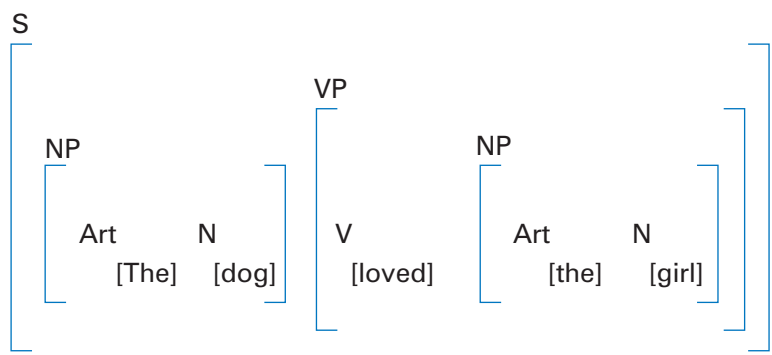 S
VP
NP NP
Art N V Art N
[The] [dog] [loved] [the] [girl]